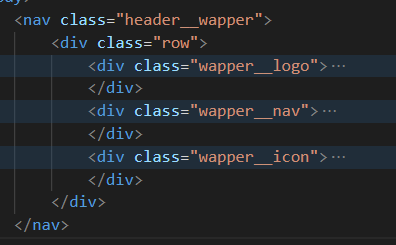 <nav class="header__wapper">
<div class="row">
<div class="wapper__logo">⋯
</div>
<div class="wapper__nav">⋯
</div>
<div class="wapper__icon">⋯
</div>
</div>
</nav>